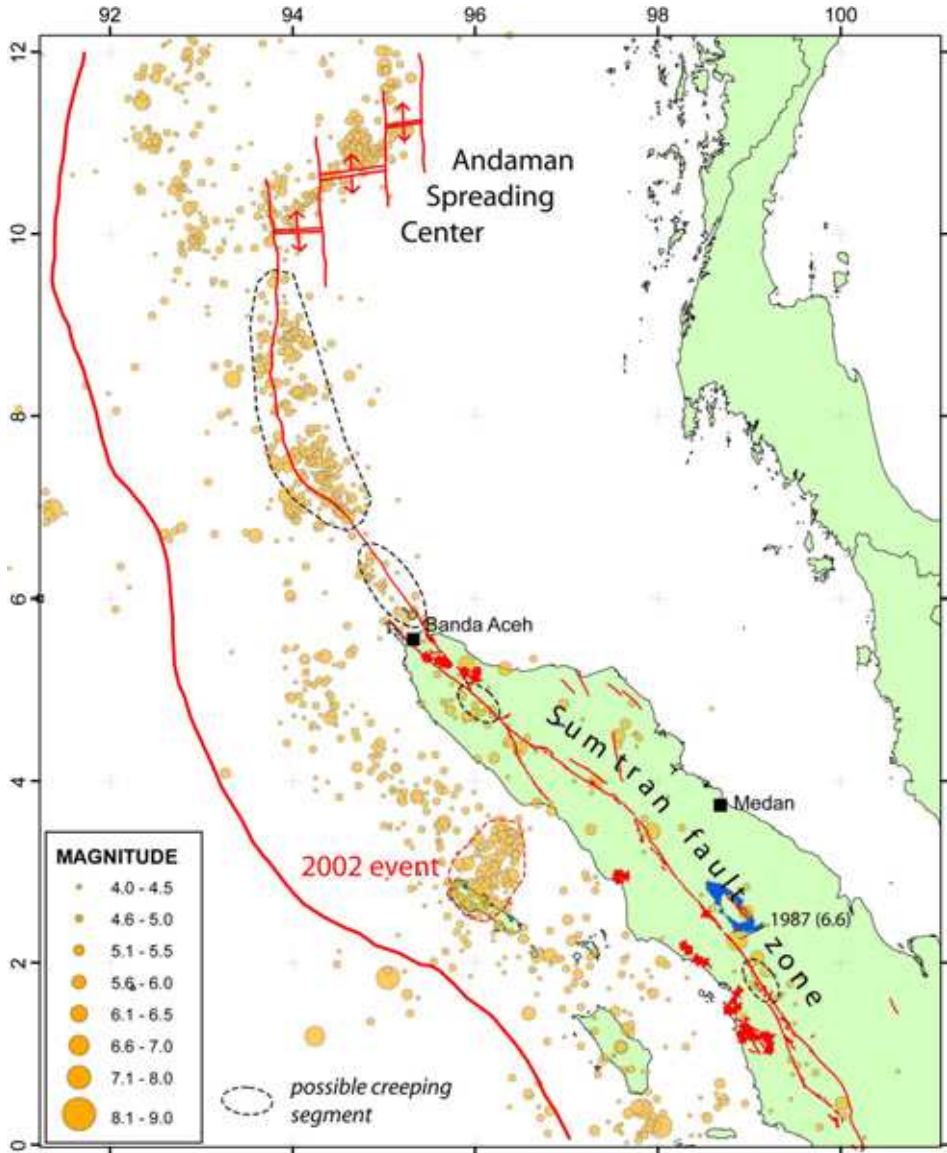 92 94 96 98 100
12
10
8
6
4
2
0
Andaman
Spreading
Center
Banda Aceh
Sumtran fault zone
Medan
2002 event
1987 (6.6)
MAGNITUDE
4.0 - 4.5
4.6 - 5.0
5.1 - 5.5
5.6 - 6.0
6.1 - 6.5
6.6 - 7.0
7.1 - 8.0
8.1 - 9.0
possible creeping
segment